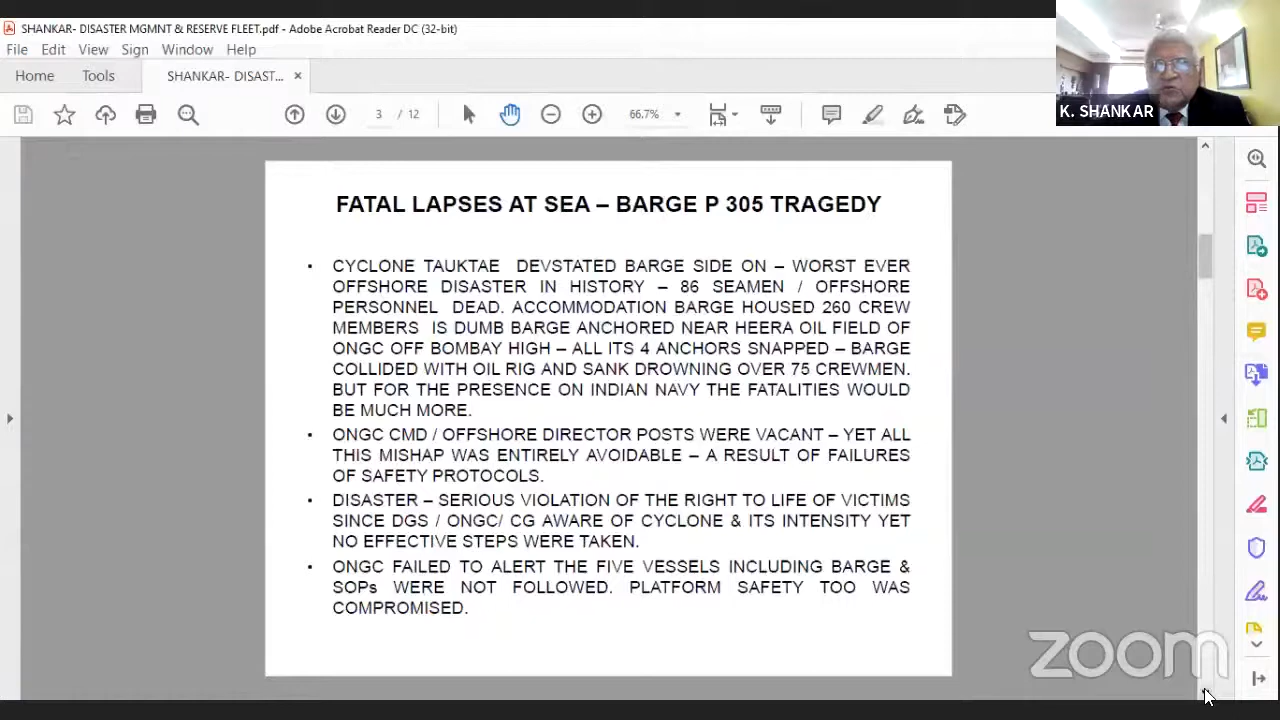 SHANKAR- DISASTER MGMNT & RESERVE FLEET.pdf - Adobe Acrobat Reader DC (32-bit)
File Edit View Sign Window Help
Home Tools SHANKAR- DISAST... ×
3 / 12 66.7%
K. SHANKAR
FATAL LAPSES AT SEA – BARGE P 305 TRAGEDY
• CYCLONE TAUKTAE DEVSTATED BARGE SIDE ON – WORST EVER
OFFSHORE DISASTER IN HISTORY – 86 SEAMEN / OFFSHORE
PERSONNEL DEAD. ACCOMMODATION BARGE HOUSED 260 CREW
MEMBERS IS DUMB BARGE ANCHORED NEAR HEERA OIL FIELD OF
ONGC OFF BOMBAY HIGH – ALL ITS 4 ANCHORS SNAPPED – BARGE
COLLIDED WITH OIL RIG AND SANK DROWNING OVER 75 CREWMEN.
BUT FOR THE PRESENCE ON INDIAN NAVY THE FATALITIES WOULD
BE MUCH MORE.
• ONGC CMD / OFFSHORE DIRECTOR POSTS WERE VACANT – YET ALL
THIS MISHAP WAS ENTIRELY AVOIDABLE – A RESULT OF FAILURES
OF SAFETY PROTOCOLS.
• DISASTER – SERIOUS VIOLATION OF THE RIGHT TO LIFE OF VICTIMS
SINCE DGS / ONGC/ CG AWARE OF CYCLONE & ITS INTENSITY YET
NO EFFECTIVE STEPS WERE TAKEN.
• ONGC FAILED TO ALERT THE FIVE VESSELS INCLUDING BARGE &
SOPs WERE NOT FOLLOWED. PLATFORM SAFETY TOO WAS
COMPROMISED.
zoom